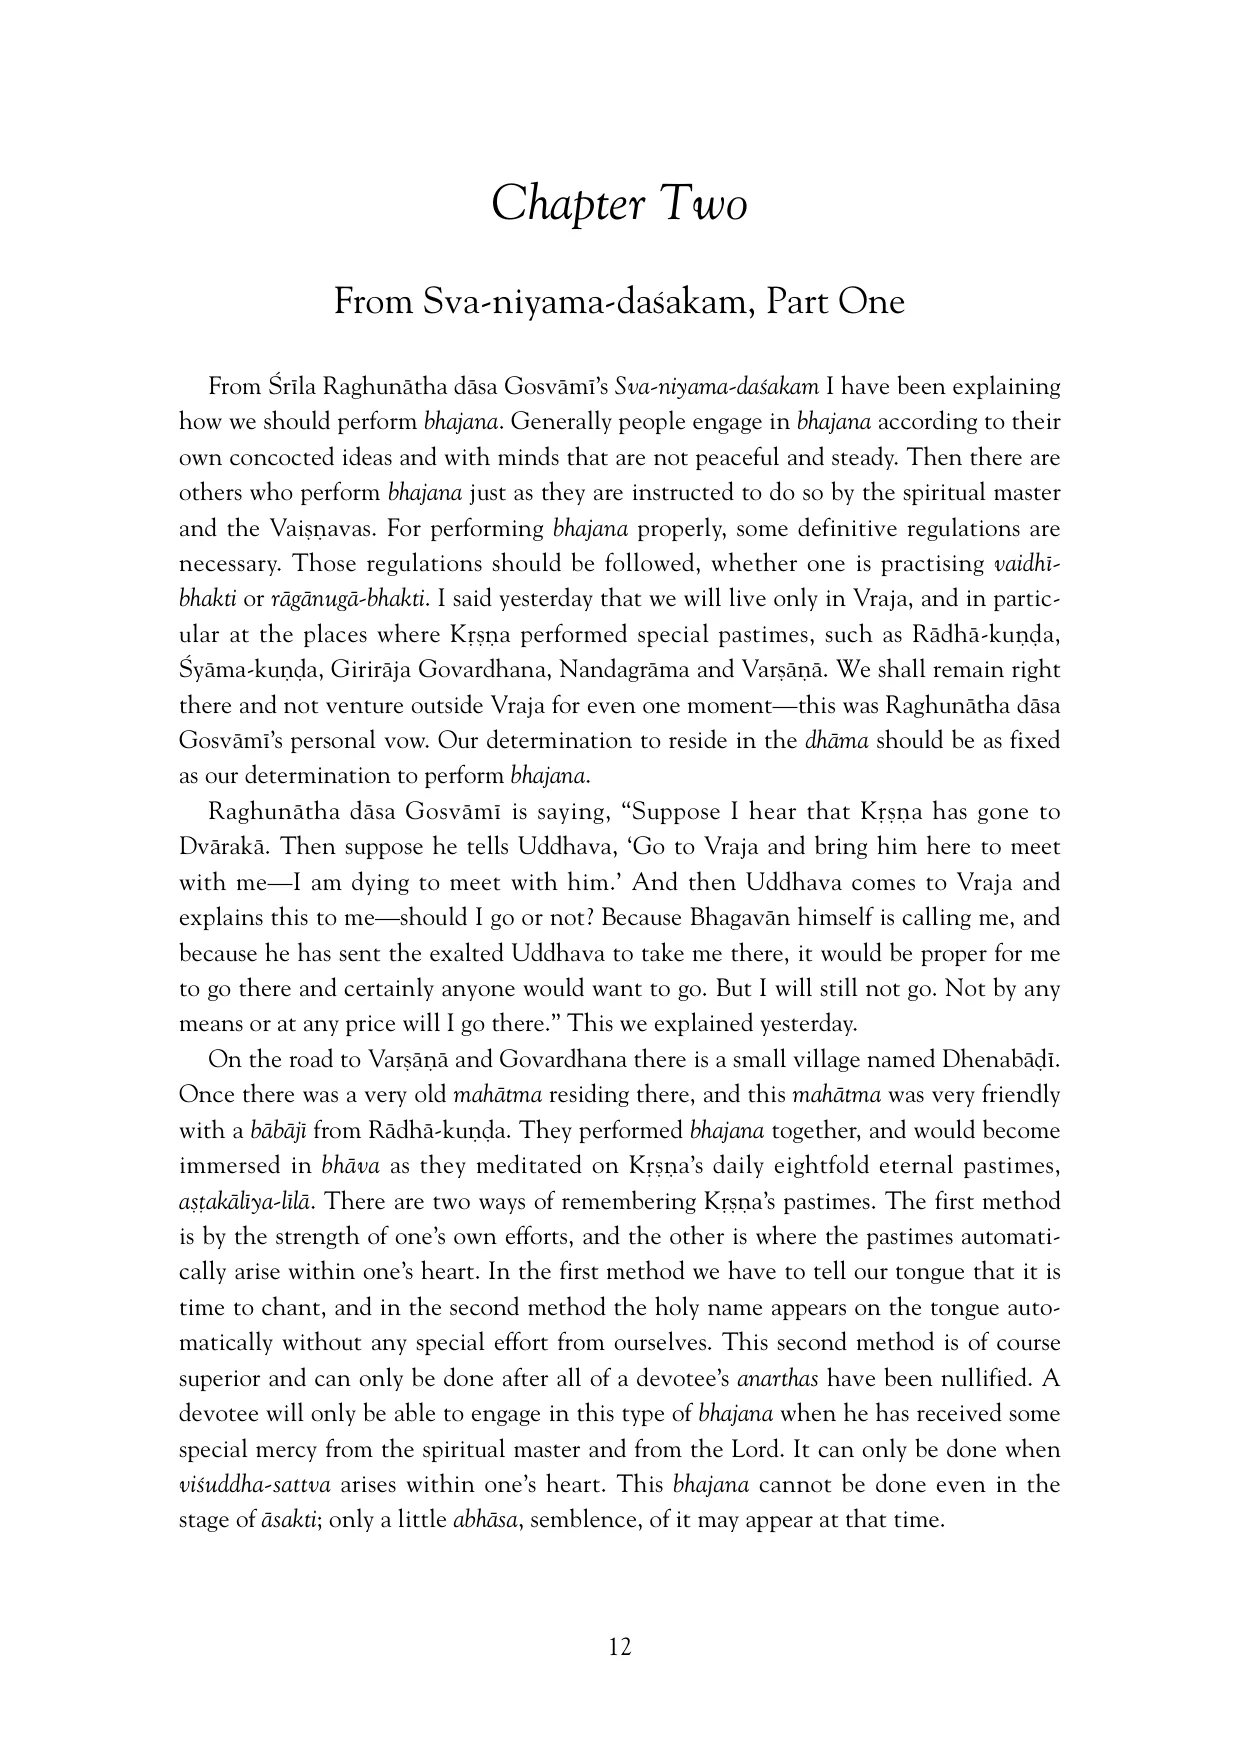 Chapter Two
From Sva-niyama-daśakam, Part One
From Śrīla Raghunātha dāsa Gosvāmī’s Sva-niyama-daśakam I have been explaining
how we should perform bhajana. Generally people engage in bhajana according to their
own concocted ideas and with minds that are not peaceful and steady. Then there are
others who perform bhajana just as they are instructed to do so by the spiritual master
and the Vaiṣṇavas. For performing bhajana properly, some definitive regulations are
necessary. Those regulations should be followed, whether one is practising vaidhī-
bhakti or rāgānugā-bhakti. I said yesterday that we will live only in Vraja, and in partic-
ular at the places where Kṛṣṇa performed special pastimes, such as Rādhā-kuṇḍa,
Śyāma-kuṇḍa, Girirāja Govardhana, Nandagrāma and Varṣāṇā. We shall remain right
there and not venture outside Vraja for even one moment—this was Raghunātha dāsa
Gosvāmī’s personal vow. Our determination to reside in the dhāma should be as fixed
as our determination to perform bhajana.
Raghunātha dāsa Gosvāmī is saying, “Suppose I hear that Kṛṣṇa has gone to
Dvārakā. Then suppose he tells Uddhava, ‘Go to Vraja and bring him here to meet
with me—I am dying to meet with him.’ And then Uddhava comes to Vraja and
explains this to me—should I go or not? Because Bhagavān himself is calling me, and
because he has sent the exalted Uddhava to take me there, it would be proper for me
to go there and certainly anyone would want to go. But I will still not go. Not by any
means or at any price will I go there.” This we explained yesterday.
On the road to Varṣāṇā and Govardhana there is a small village named Dhenabāḍī.
Once there was a very old mahātma residing there, and this mahātma was very friendly
with a bābājī from Rādhā-kuṇḍa. They performed bhajana together, and would become
immersed in bhāva as they meditated on Kṛṣṇa’s daily eightfold eternal pastimes,
aṣṭakālīya-līlā. There are two ways of remembering Kṛṣṇa’s pastimes. The first method
is by the strength of one’s own efforts, and the other is where the pastimes automati-
cally arise within one’s heart. In the first method we have to tell our tongue that it is
time to chant, and in the second method the holy name appears on the tongue auto-
matically without any special effort from ourselves. This second method is of course
superior and can only be done after all of a devotee’s anarthas have been nullified. A
devotee will only be able to engage in this type of bhajana when he has received some
special mercy from the spiritual master and from the Lord. It can only be done when
viśuddha-sattva arises within one’s heart. This bhajana cannot be done even in the
stage of āsakti; only a little abhāsa, semblence, of it may appear at that time.
12